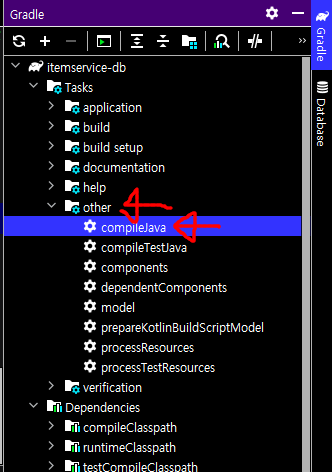 Gradle
itemservice-db
Tasks
application
build
build setup
documentation
help
other
compileJava
compileTestJava
components
dependentComponents
model
prepareKotlinBuildScriptModel
processResources
processTestResources
verification
Dependencies
compileClasspath
runtimeClasspath
testCompileClasspath
Gradle
Database